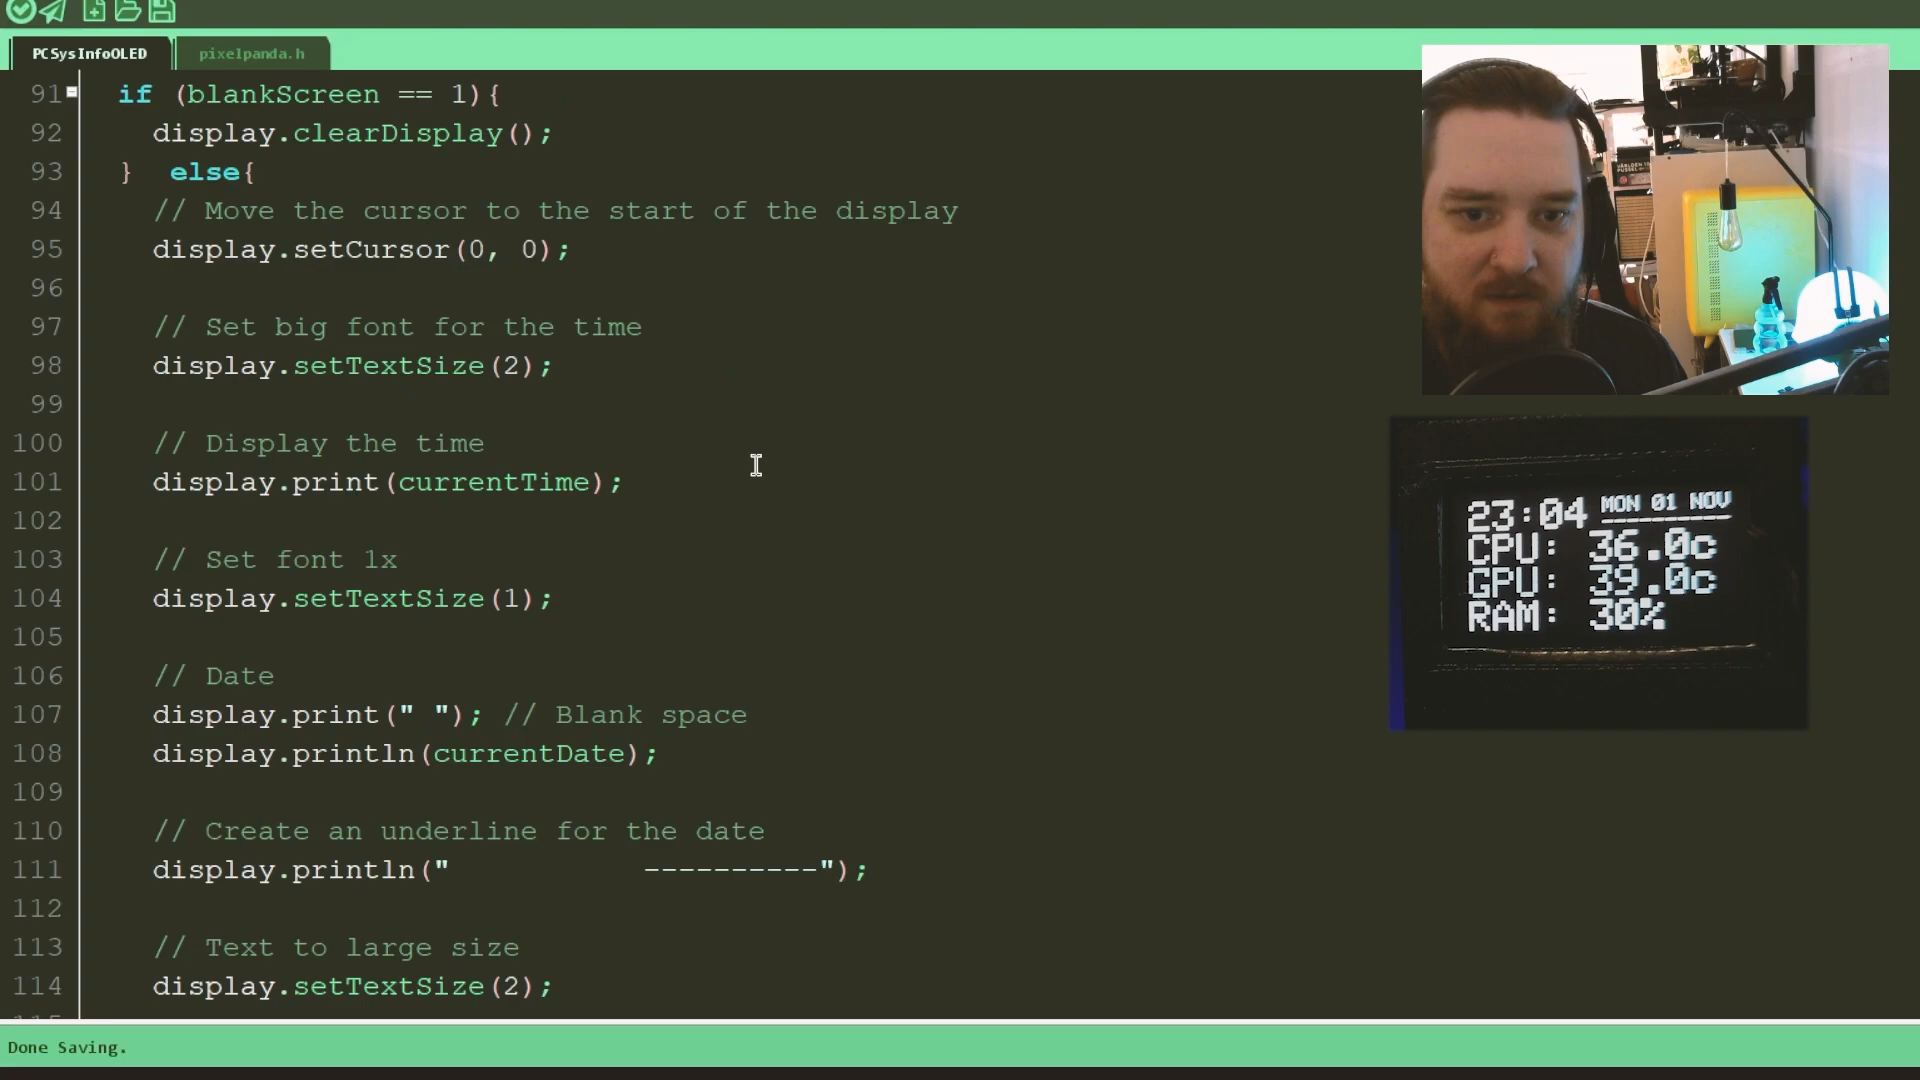 PCSysInfoOLED pixelpanda.h
91 if (blankScreen == 1){
92 display.clearDisplay();
93 } else{
94 // Move the cursor to the start of the display
95 display.setCursor(0, 0);
96
97 // Set big font for the time
98 display.setTextSize(2);
99
100 // Display the time
101 display.print(currentTime);
102
103 // Set font 1x
104 display.setTextSize(1);
105
106 // Date
107 display.print(" "); // Blank space
108 display.println(currentDate);
109
110 // Create an underline for the date
111 display.println("           ----------");
112
113 // Text to large size
114 display.setTextSize(2);
Done Saving.
VÄRLDEN
PUSSEL
23:04 MON 01 NOV
----------
CPU: 36.0c
GPU: 39.0c
RAM: 30%